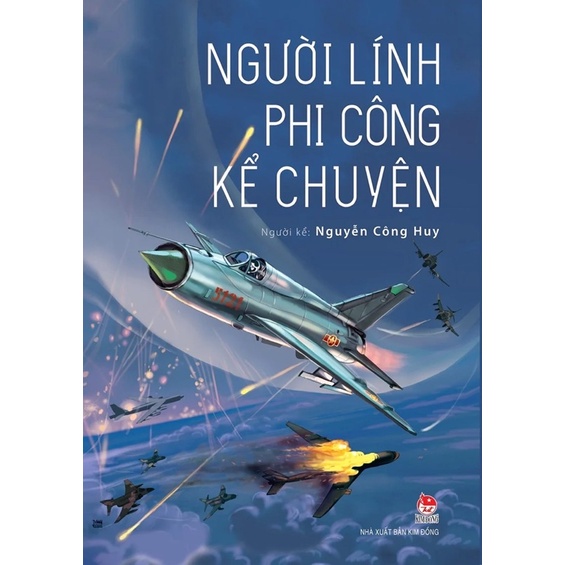 NGƯỜI LÍNH
PHI CÔNG
KỂ CHUYỆN
Người kể: Nguyễn Công Huy
NHÀ XUẤT BẢN KIM ĐỒNG